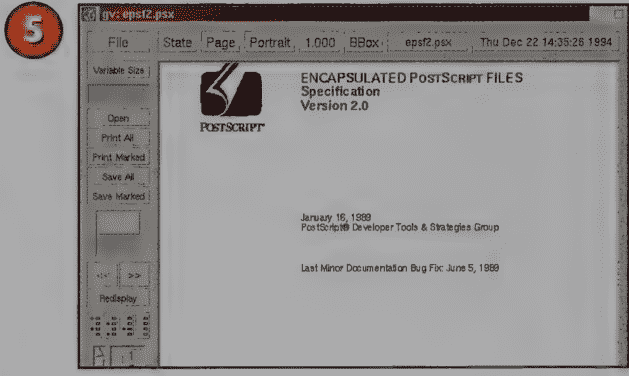 5
gv: epsf2.psx
File State Page Portrait 1.000 BBox epsf2.psx Thu Dec 22 14:35:26 1994
Variable Size
Open
Print All
Print Marked
Save All
Save Marked
<< >>
Redisplay
1
POSTSCRIPT®
ENCAPSULATED POSTSCRIPT FILES
Specification
Version 2.0
January 16, 1989
PostScript® Developer Tools & Strategies Group
Last Minor Documentation Bug Fix: June 5, 1989